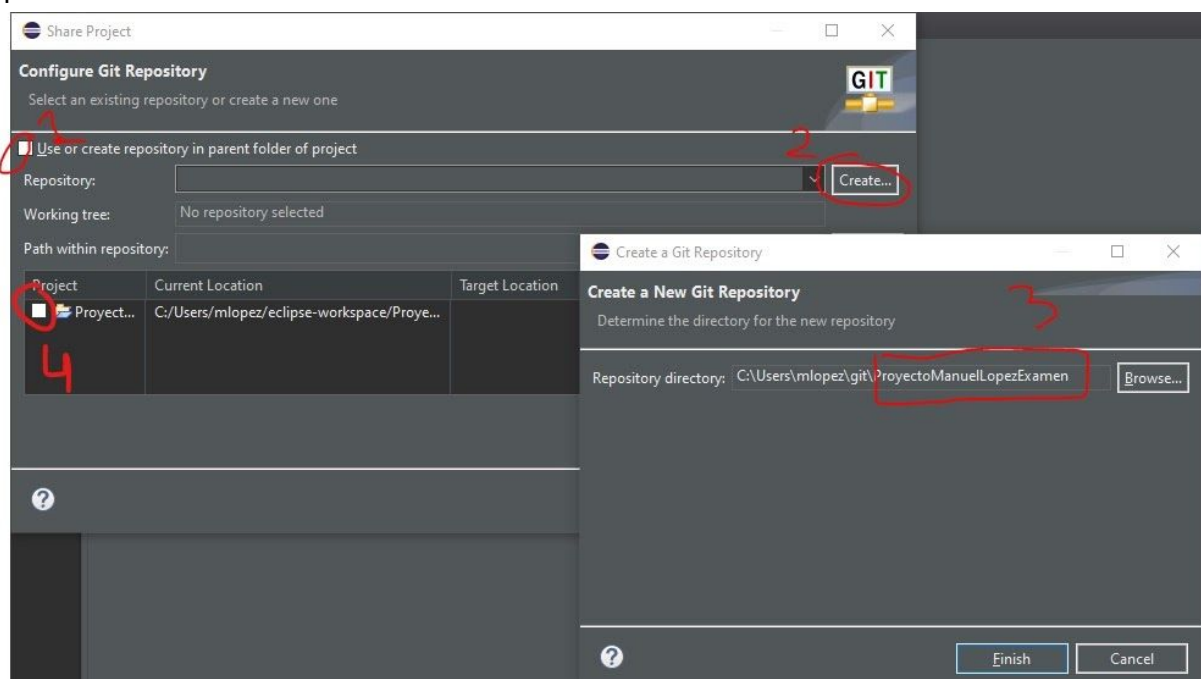 Share Project
Configure Git Repository
Select an existing repository or create a new one
GIT
1
Use or create repository in parent folder of project
2
Repository:
Create...
Working tree: No repository selected
Path within repository:
Project Current Location Target Location
Proyect... C:/Users/mlopez/eclipse-workspace/Proye...
4
Create a Git Repository
Create a New Git Repository
Determine the directory for the new repository
3
Repository directory: C:\Users\mlopez\git\ProyectoManuelLopezExamen Browse...
Finish Cancel